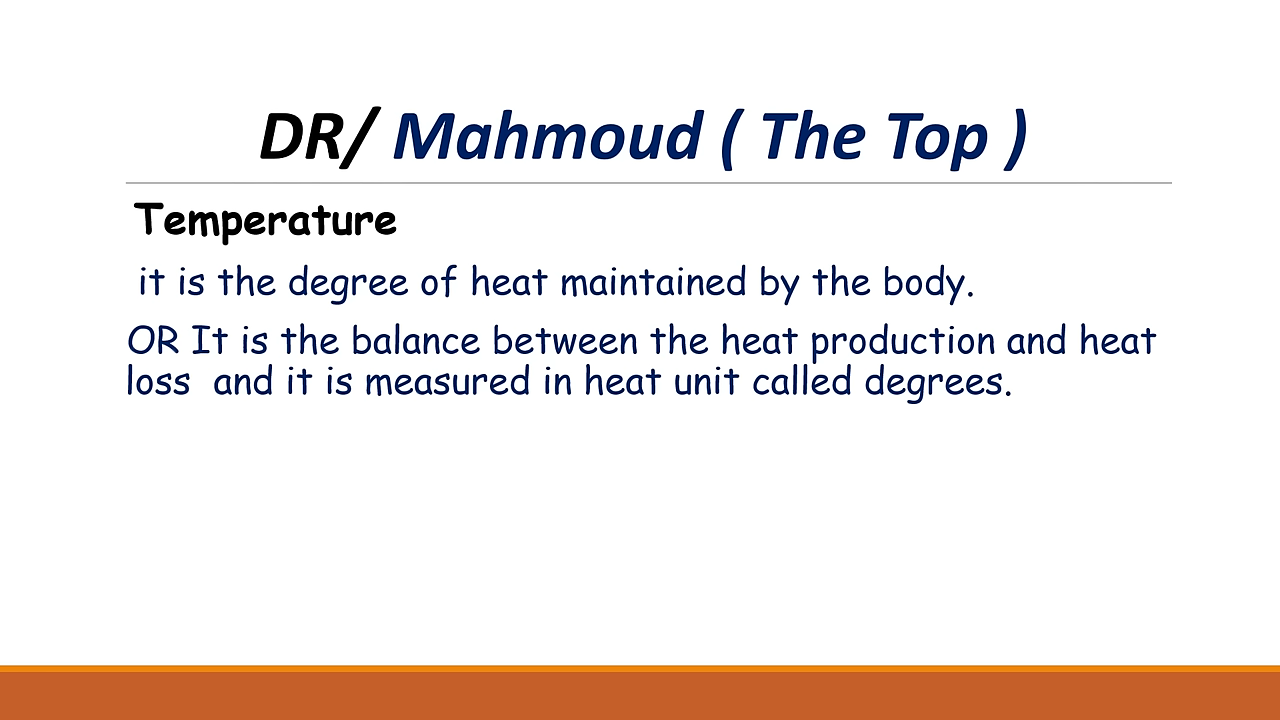 DR/ Mahmoud ( The Top )
Temperature
it is the degree of heat maintained by the body.
OR It is the balance between the heat production and heat
loss  and it is measured in heat unit called degrees.